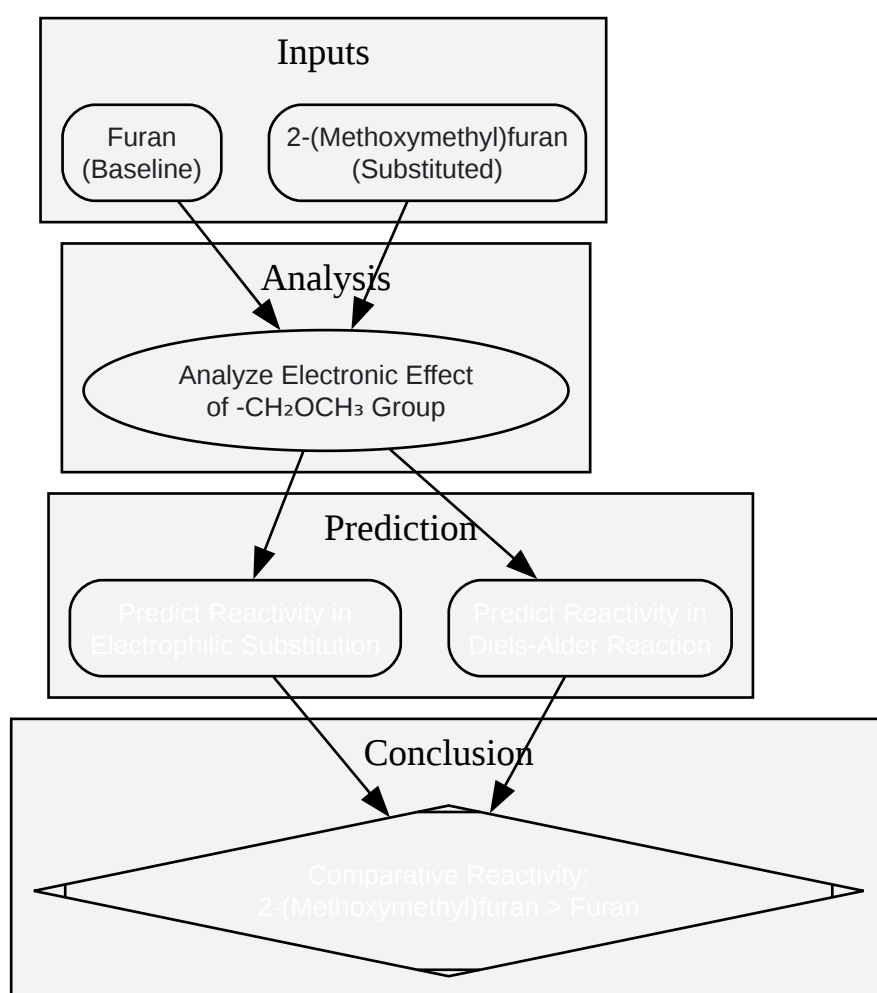 Inputs
Furan
(Baseline)
2-(Methoxymethyl)furan
(Substituted)
Analysis
Analyze Electronic Effect
of -CH₂OCH₃ Group
Prediction
Predict Reactivity in
Electrophilic Substitution
Predict Reactivity in
Diels-Alder Reaction
Conclusion
Comparative Reactivity:
2-(Methoxymethyl)furan > Furan